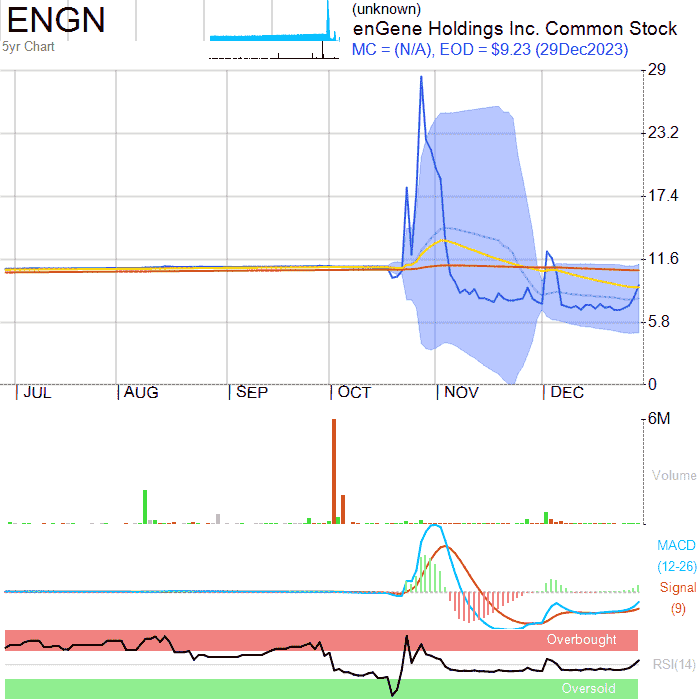 ENGN
5yr Chart
(unknown)
enGene Holdings Inc. Common Stock
MC = (N/A), EOD = $9.23 (29Dec2023)
29
23.2
17.4
11.6
5.8
0
JUL AUG SEP OCT NOV DEC
6M
Volume
MACD
(12-26)
Signal
(9)
Overbought
RSI(14)
Oversold